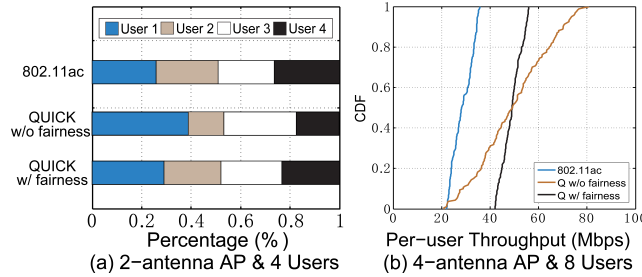 User 1 User 2 User 3 User 4
802.11ac
QUICK
w/o fairness
QUICK
w/ fairness
0 0.2 0.4 0.6 0.8 1
Percentage (%)
(a) 2-antenna AP & 4 Users
1
0.8
0.6
0.4
0.2
0
CDF
802.11ac
Q w/o fairness
Q w/ fairness
0 20 40 60 80 100
Per-user Throughput (Mbps)
(b) 4-antenna AP & 8 Users